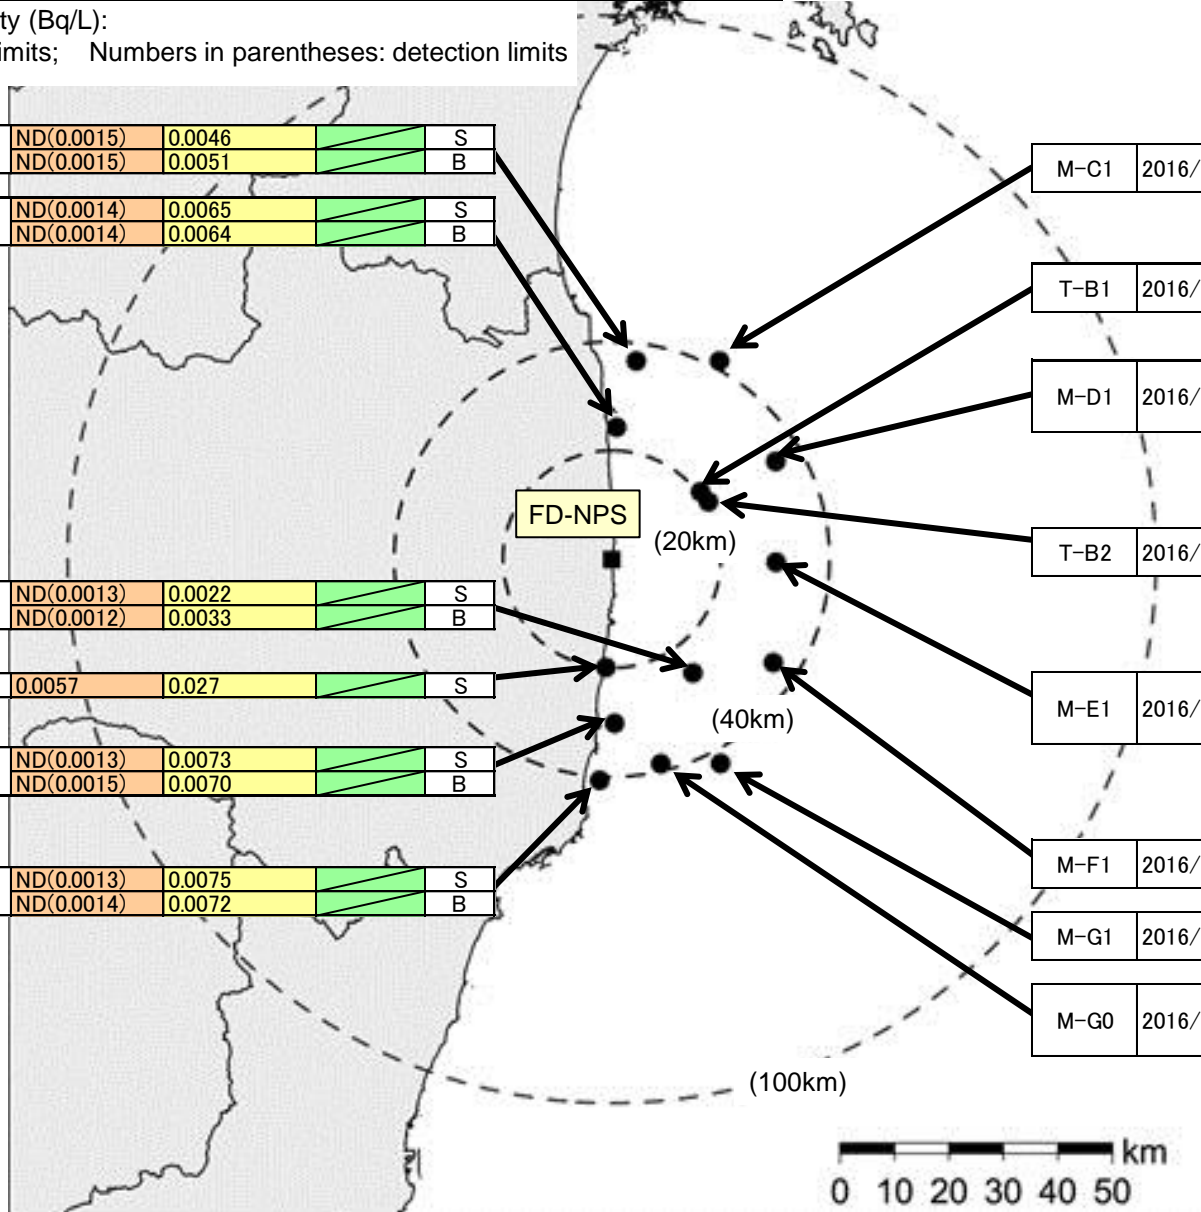 ty (Bq/L):
imits; Numbers in parentheses: detection limits
ND(0.0015) 0.0046 S
ND(0.0015) 0.0051 B
ND(0.0014) 0.0065 S
ND(0.0014) 0.0064 B
M-C1 2016/
T-B1 2016/
M-D1 2016/
FD-NPS
(20km)
T-B2 2016/
ND(0.0013) 0.0022 S
ND(0.0012) 0.0033 B
0.0057 0.027 S
(40km)
M-E1 2016/
ND(0.0013) 0.0073 S
ND(0.0015) 0.0070 B
M-F1 2016/
ND(0.0013) 0.0075 S
ND(0.0014) 0.0072 B
M-G1 2016/
M-G0 2016/
(100km)
km
0 10 20 30 40 50